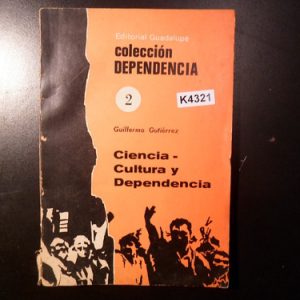 Editorial Guadalupe
colección
DEPENDENCIA
2
K4321
Guillermo Gutiérrez
Ciencia -
Cultura y
Dependencia